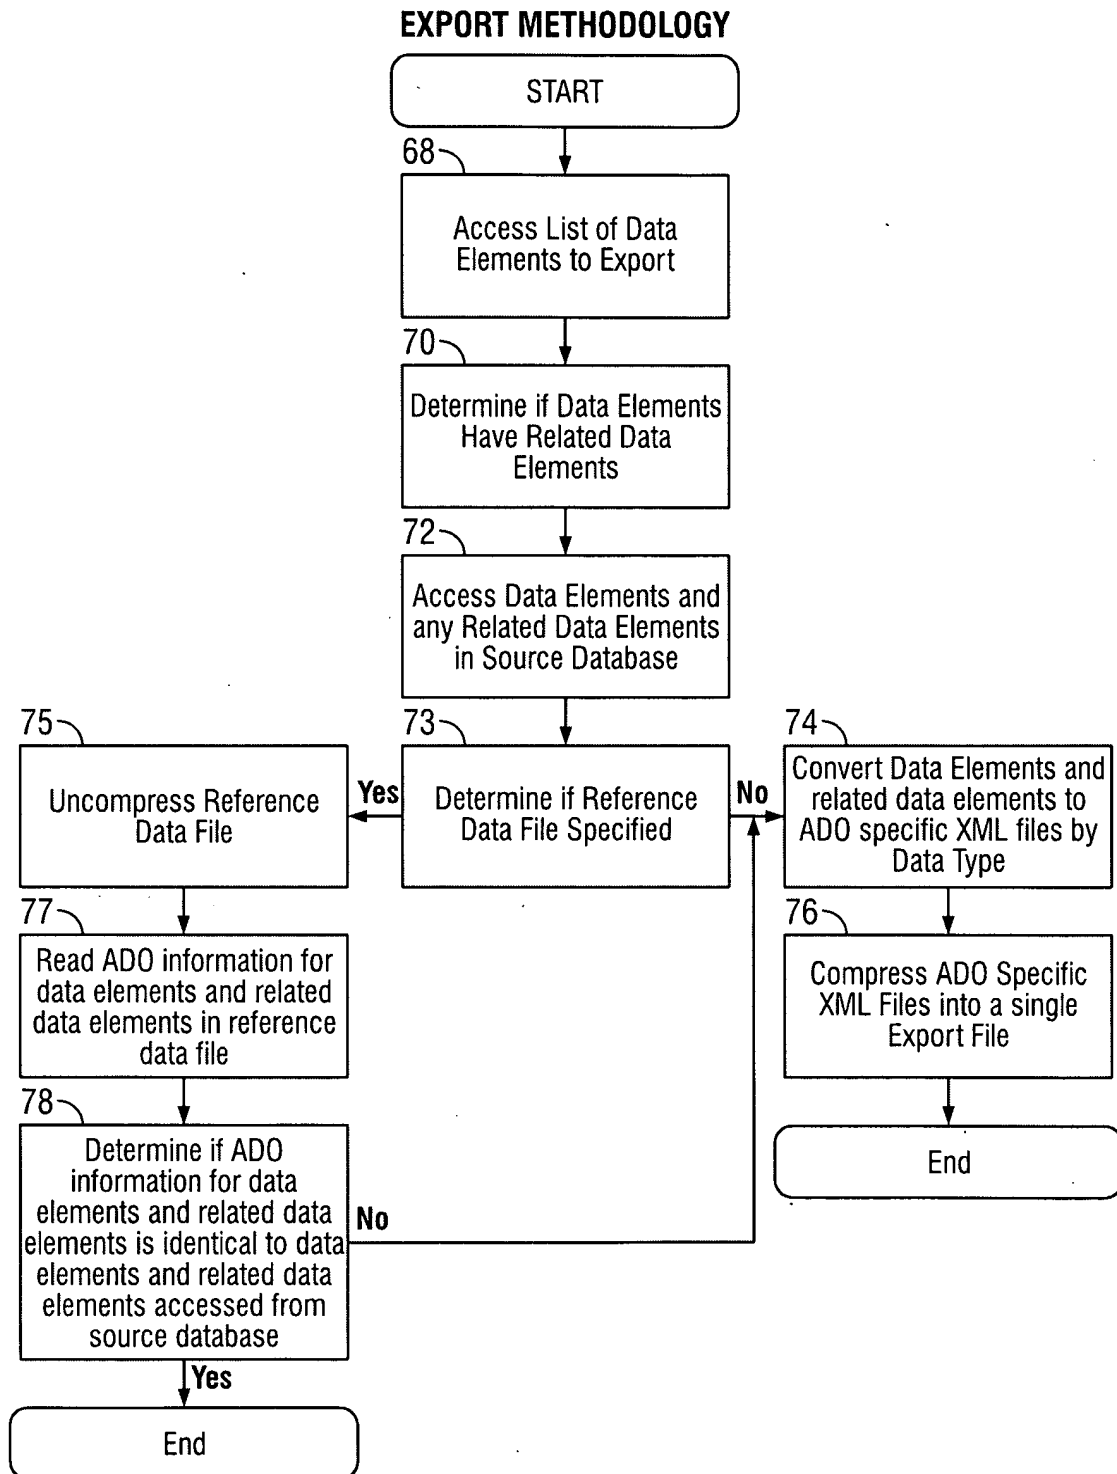 EXPORT METHODOLOGY
START
68
Access List of Data
Elements to Export
70
Determine if Data Elements
Have Related Data
Elements
72
Access Data Elements and
any Related Data Elements
in Source Database
73
Determine if Reference
Data File Specified
Yes
No
75
Uncompress Reference
Data File
77
Read ADO information for
data elements and related
data elements in reference
data file
78
Determine if ADO
information for data
elements and related data
elements is identical to data
elements and related data
elements accessed from
source database
No
Yes
End
74
Convert Data Elements and
related data elements to
ADO specific XML files by
Data Type
76
Compress ADO Specific
XML Files into a single
Export File
End